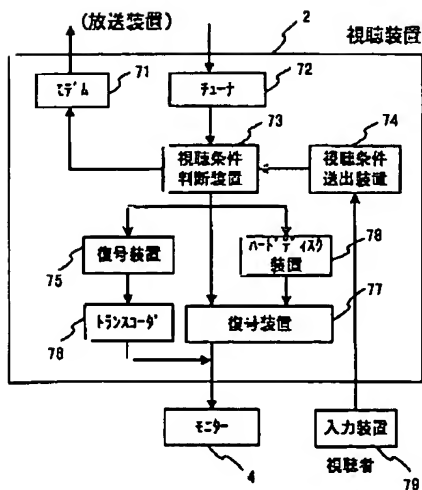 (放送装置)
2
視聴装置
71
モデム
チューナ
72
73
74
視聴条件
判断装置
視聴条件
送出装置
復号装置
75
ハードディスク
装置
78
トランスコーダ
78
復号装置
77
モニター
4
入力装置
視聴者
79